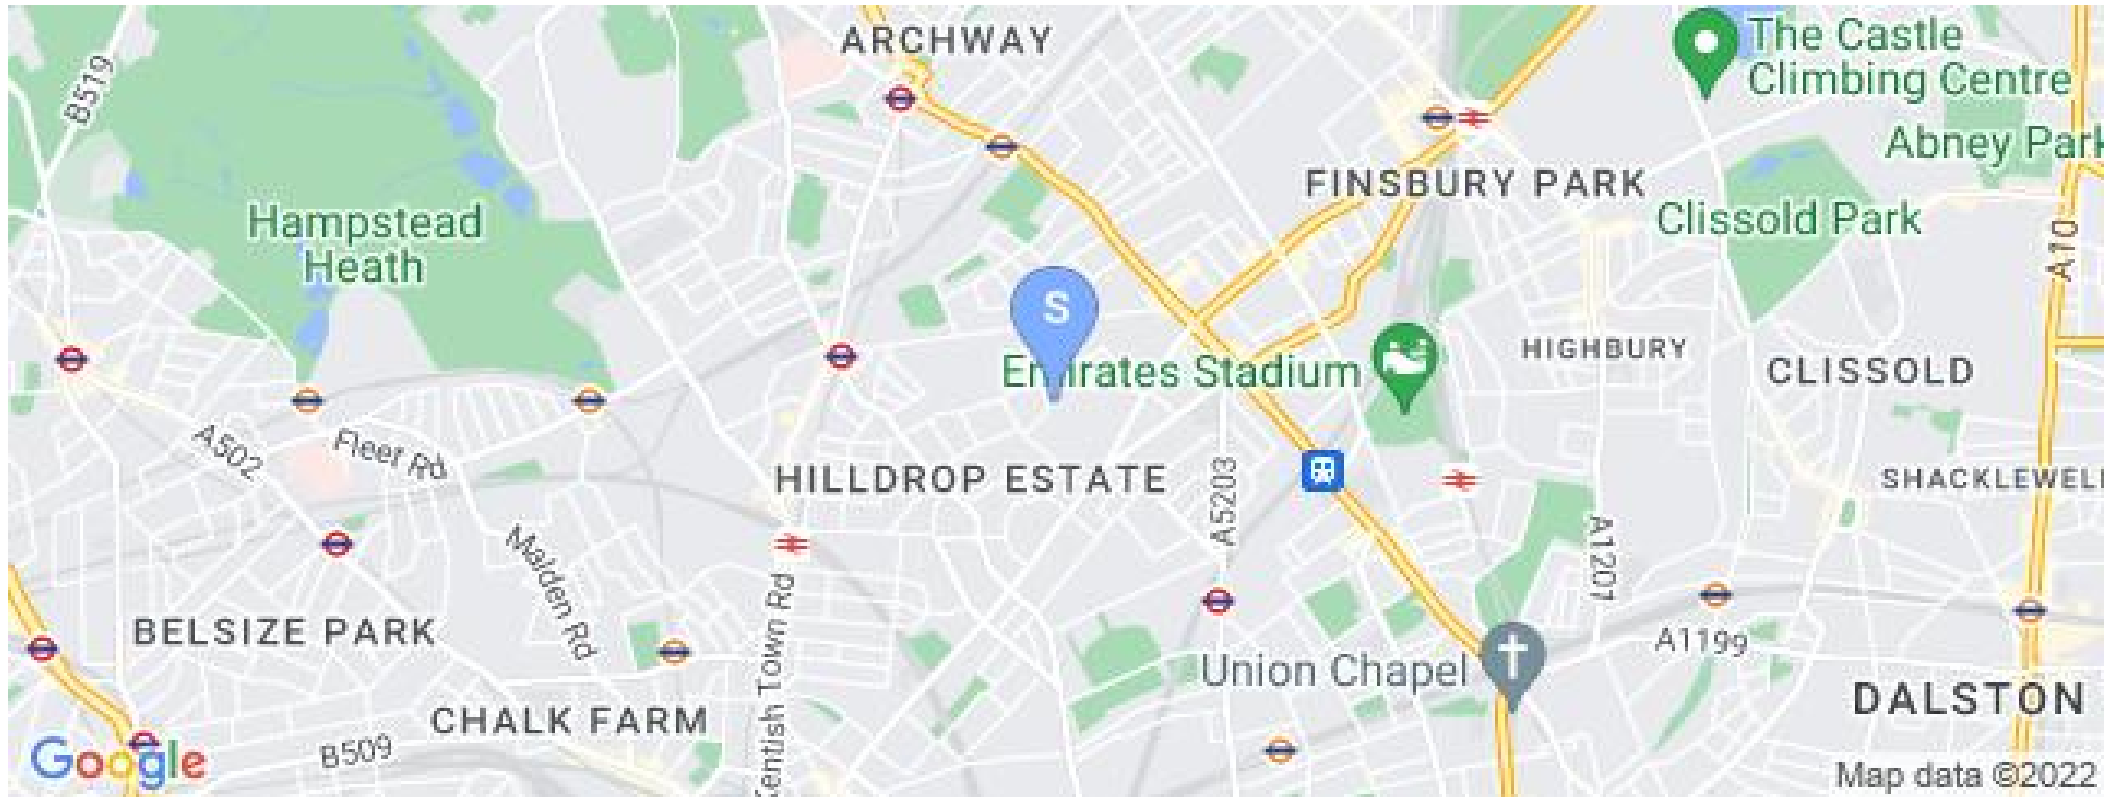 ARCHWAY
The Castle
Climbing Centre
B519
Abney Park
FINSBURY PARK
Hampstead
Heath
Clissold Park
A10
S
Emirates Stadium
HIGHBURY
CLISSOLD
A502
Fleet Rd
HILLDROP ESTATE
A5203
SHACKLEWELL
Malden Rd
A1201
BELSIZE PARK
Kentish Town Rd
A1199
Union Chapel
DALSTON
CHALK FARM
B509
Google
Map data ©2022